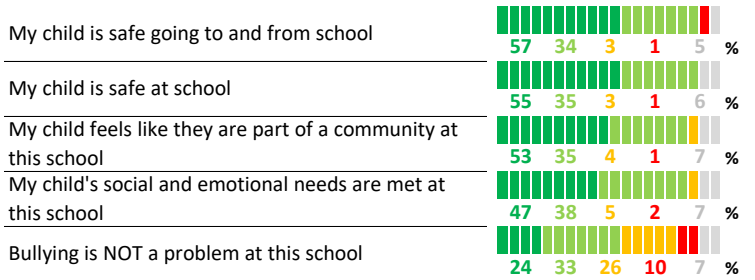 My child is safe going to and from school
57 34 3 1 5 %
My child is safe at school
55 35 3 1 6 %
My child feels like they are part of a community at
this school
53 35 4 1 7 %
My child's social and emotional needs are met at
this school
47 38 5 2 7 %
Bullying is NOT a problem at this school
24 33 26 10 7 %